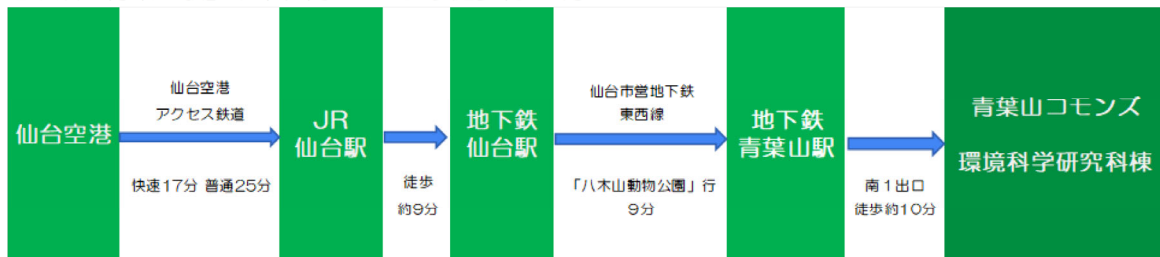 仙台空港
仙台空港
アクセス鉄道
快速17分 普通25分
JR
仙台駅
徒歩
約9分
地下鉄
仙台駅
仙台市営地下鉄
東西線
「八木山動物公園」行
9分
地下鉄
青葉山駅
南1出口
徒歩約10分
青葉山コモンズ
環境科学研究科棟